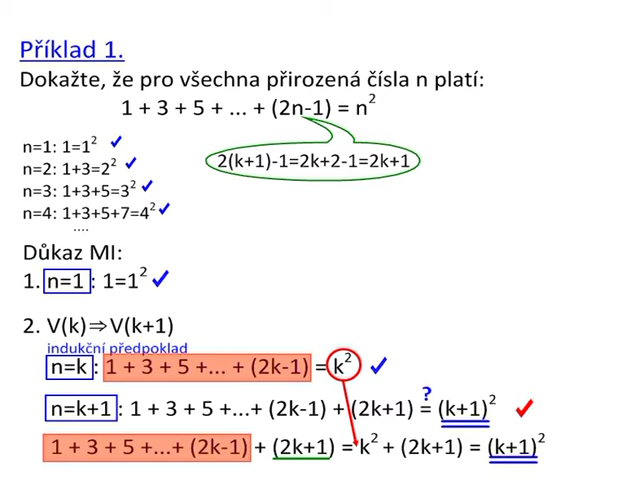 Příklad 1.
Dokažte, že pro všechna přirozená čísla n platí:
1 + 3 + 5 + ... + (2n-1) = n²
2(k+1)-1=2k+2-1=2k+1
n=1: 1=1² ✓
n=2: 1+3=2² ✓
n=3: 1+3+5=3² ✓
n=4: 1+3+5+7=4² ✓
....
Důkaz MI:
1. n=1 : 1=1² ✓
2. V(k)⇒V(k+1)
indukční předpoklad
n=k : 1 + 3 + 5 +... + (2k-1) = k² ✓
?
n=k+1 : 1 + 3 + 5 +...+ (2k-1) + (2k+1) = (k+1)² ✓
1 + 3 + 5 +...+ (2k-1) + (2k+1) = k² + (2k+1) = (k+1)²